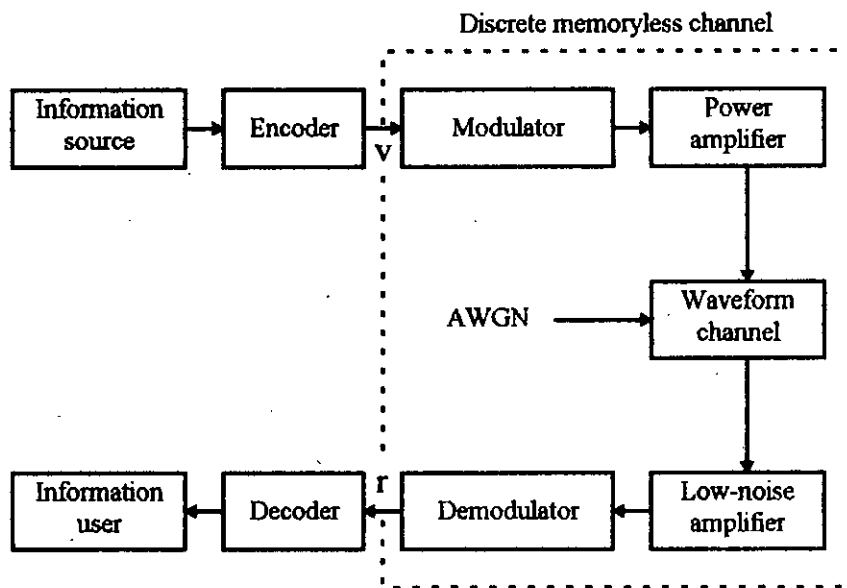 Discrete memoryless channel
Information
source
Encoder
v
Modulator
Power
amplifier
AWGN
Waveform
channel
Information
user
Decoder
r
Demodulator
Low-noise
amplifier